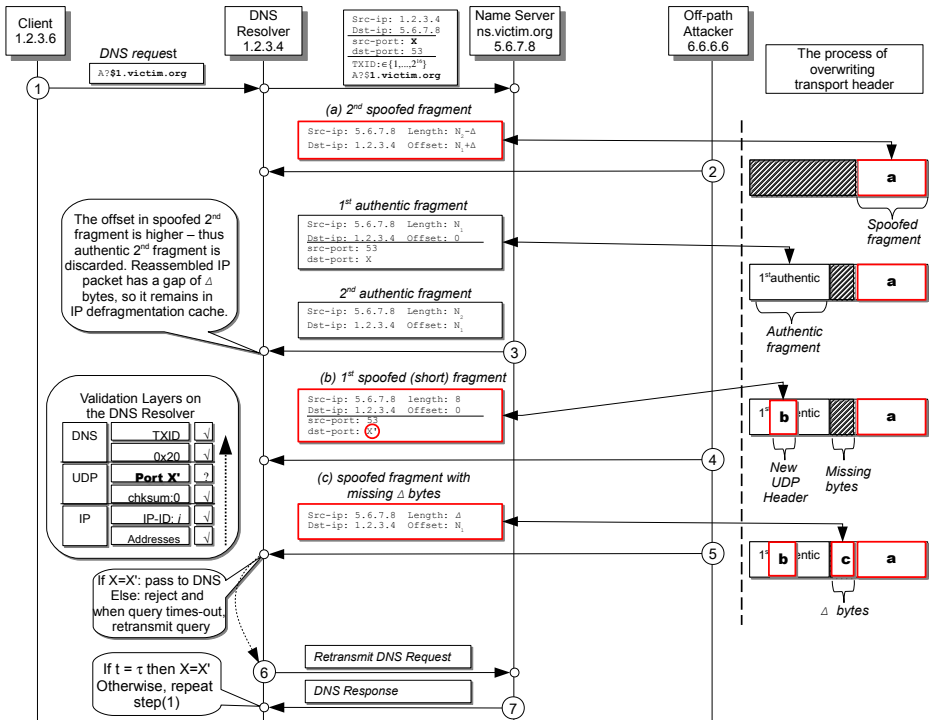 Client
1.2.3.6
DNS
Resolver
1.2.3.4
Src-ip: 1.2.3.4
Dst-ip: 5.6.7.8
src-port: X
dst-port: 53
TXID:∈{1,...,2¹⁶}
A?$1.victim.org
Name Server
ns.victim.org
5.6.7.8
Off-path
Attacker
6.6.6.6
The process of
overwriting
transport header
DNS request
A?$1.victim.org
1
(a) 2nd spoofed fragment
Src-ip: 5.6.7.8 Length: N₂-Δ
Dst-ip: 1.2.3.4 Offset: N₁+Δ
2
a
Spoofed
fragment
The offset in spoofed 2nd
fragment is higher – thus
authentic 2nd fragment is
discarded. Reassembled IP
packet has a gap of Δ
bytes, so it remains in
IP defragmentation cache.
1st authentic fragment
Src-ip: 5.6.7.8 Length: N₁
Dst-ip: 1.2.3.4 Offset: 0
src-port: 53
dst-port: X
1st authentic
a
Authentic
fragment
2nd authentic fragment
Src-ip: 5.6.7.8 Length: N₂
Dst-ip: 1.2.3.4 Offset: N₁
3
(b) 1st spoofed (short) fragment
Src-ip: 5.6.7.8 length: 8
Dst-ip: 1.2.3.4 Offset: 0
src-port: 53
dst-port: X'
4
1st b entic
a
New
UDP
Header
Missing
bytes
Validation Layers on
the DNS Resolver
DNS TXID √
0x20 √
UDP Port X' ?
chksum:0 √
IP IP-ID: i √
Addresses √
(c) spoofed fragment with
missing Δ bytes
Src-ip: 5.6.7.8 Length: Δ
Dst-ip: 1.2.3.4 Offset: N₁
5
1st b entic
c
a
Δ bytes
If X=X': pass to DNS
Else: reject and
when query times-out,
retransmit query
6
Retransmit DNS Request
If t = τ then X=X'
Otherwise, repeat
step(1)
DNS Response
7